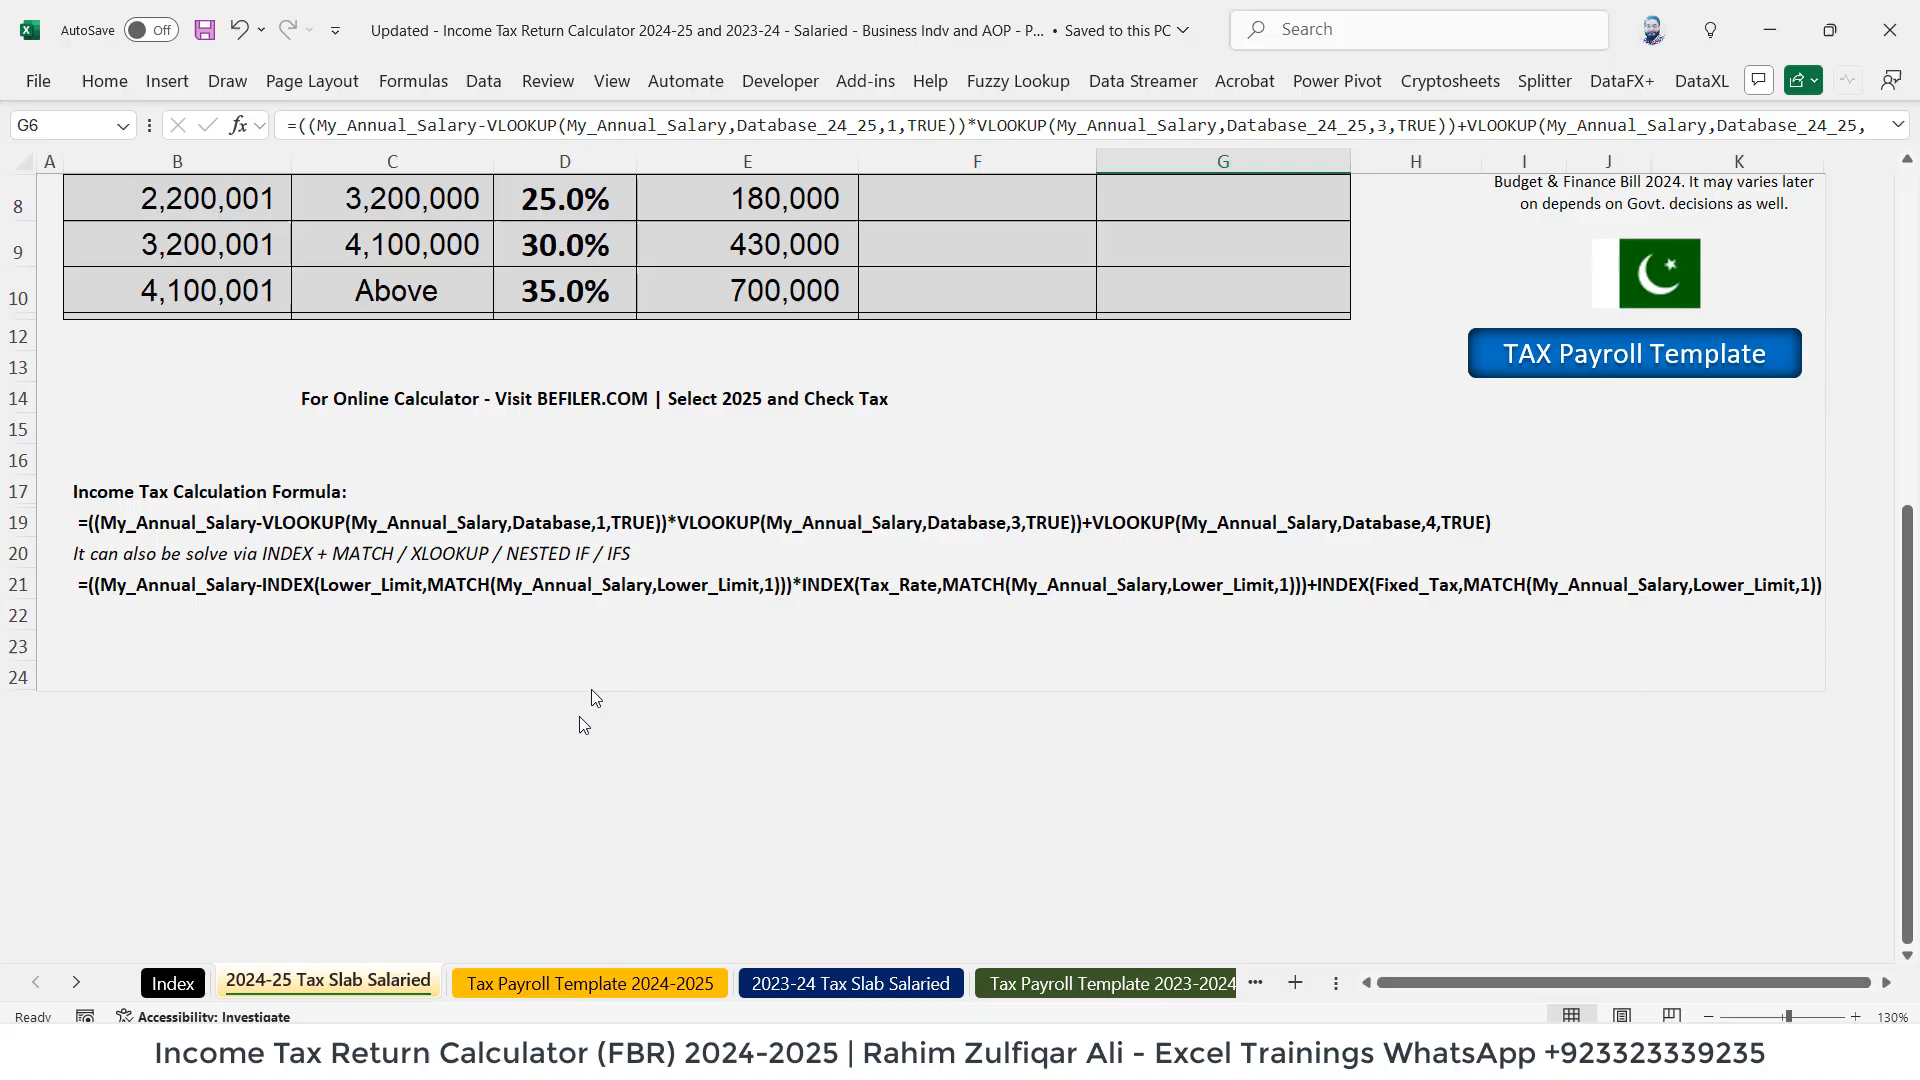 AutoSave Off Updated - Income Tax Return Calculator 2024-25 and 2023-24 - Salaried - Business Indv and AOP - P... • Saved to this PC Search
File Home Insert Draw Page Layout Formulas Data Review View Automate Developer Add-ins Help Fuzzy Lookup Data Streamer Acrobat Power Pivot Cryptosheets Splitter DataFX+ DataXL
G6 fx =((My_Annual_Salary-VLOOKUP(My_Annual_Salary,Database_24_25,1,TRUE))*VLOOKUP(My_Annual_Salary,Database_24_25,3,TRUE))+VLOOKUP(My_Annual_Salary,Database_24_25,
A B C D E F G H I J K
8 2,200,001 3,200,000 25.0% 180,000
Budget & Finance Bill 2024. It may varies later
on depends on Govt. decisions as well.
9 3,200,001 4,100,000 30.0% 430,000
10 4,100,001 Above 35.0% 700,000
12
TAX Payroll Template
13
14 For Online Calculator - Visit BEFILER.COM | Select 2025 and Check Tax
15
16
17 Income Tax Calculation Formula:
19 =((My_Annual_Salary-VLOOKUP(My_Annual_Salary,Database,1,TRUE))*VLOOKUP(My_Annual_Salary,Database,3,TRUE))+VLOOKUP(My_Annual_Salary,Database,4,TRUE)
20 It can also be solve via INDEX + MATCH / XLOOKUP / NESTED IF / IFS
21 =((My_Annual_Salary-INDEX(Lower_Limit,MATCH(My_Annual_Salary,Lower_Limit,1)))*INDEX(Tax_Rate,MATCH(My_Annual_Salary,Lower_Limit,1)))+INDEX(Fixed_Tax,MATCH(My_Annual_Salary,Lower_Limit,1))
22
23
24
Index 2024-25 Tax Slab Salaried Tax Payroll Template 2024-2025 2023-24 Tax Slab Salaried Tax Payroll Template 2023-2024 ...
Ready Accessibility: Investigate 130%
Income Tax Return Calculator (FBR) 2024-2025 | Rahim Zulfiqar Ali - Excel Trainings WhatsApp +923323339235